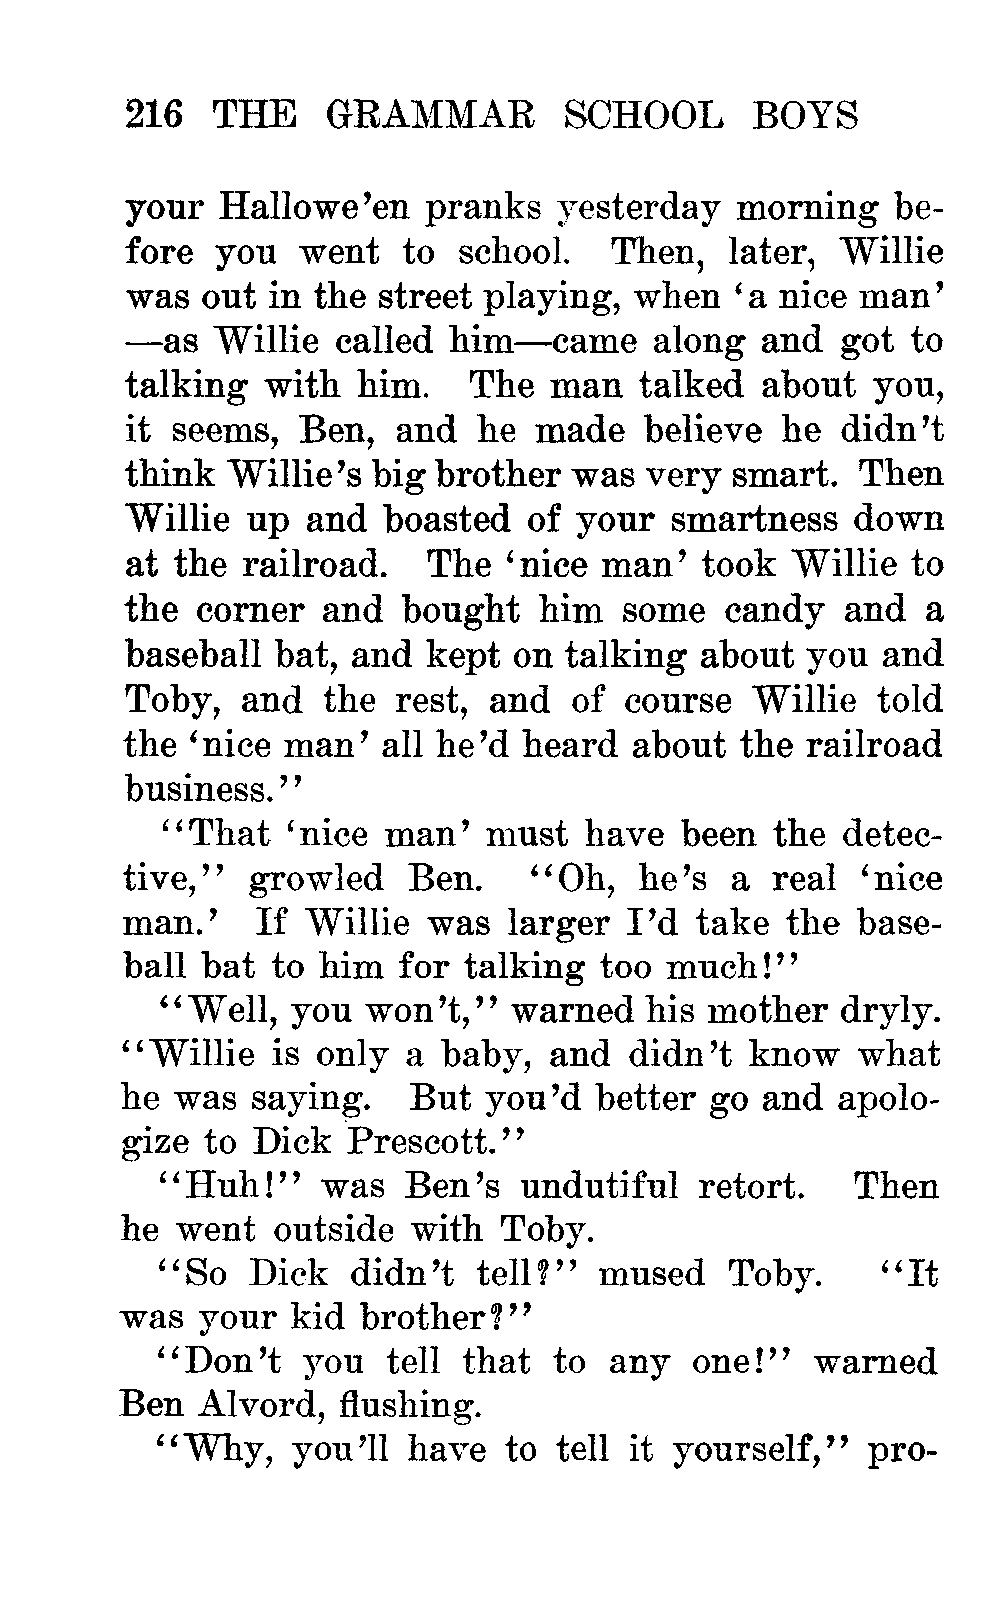 216 THE GRAMMAR SCHOOL BOYS
your Hallowe'en pranks yesterday morning be-
fore you went to school. Then, later, Willie
was out in the street playing, when 'a nice man'
—as Willie called him—came along and got to
talking with him. The man talked about you,
it seems, Ben, and he made believe he didn't
think Willie's big brother was very smart. Then
Willie up and boasted of your smartness down
at the railroad. The 'nice man' took Willie to
the corner and bought him some candy and a
baseball bat, and kept on talking about you and
Toby, and the rest, and of course Willie told
the 'nice man' all he'd heard about the railroad
business."
"That 'nice man' must have been the detec-
tive," growled Ben. "Oh, he's a real 'nice
man.' If Willie was larger I'd take the base-
ball bat to him for talking too much!"
"Well, you won't," warned his mother dryly.
"Willie is only a baby, and didn't know what
he was saying. But you'd better go and apolo-
gize to Dick Prescott."
"Huh!" was Ben's undutiful retort. Then
he went outside with Toby.
"So Dick didn't tell?" mused Toby. "It
was your kid brother?"
"Don't you tell that to any one!" warned
Ben Alvord, flushing.
"Why, you'll have to tell it yourself," pro-